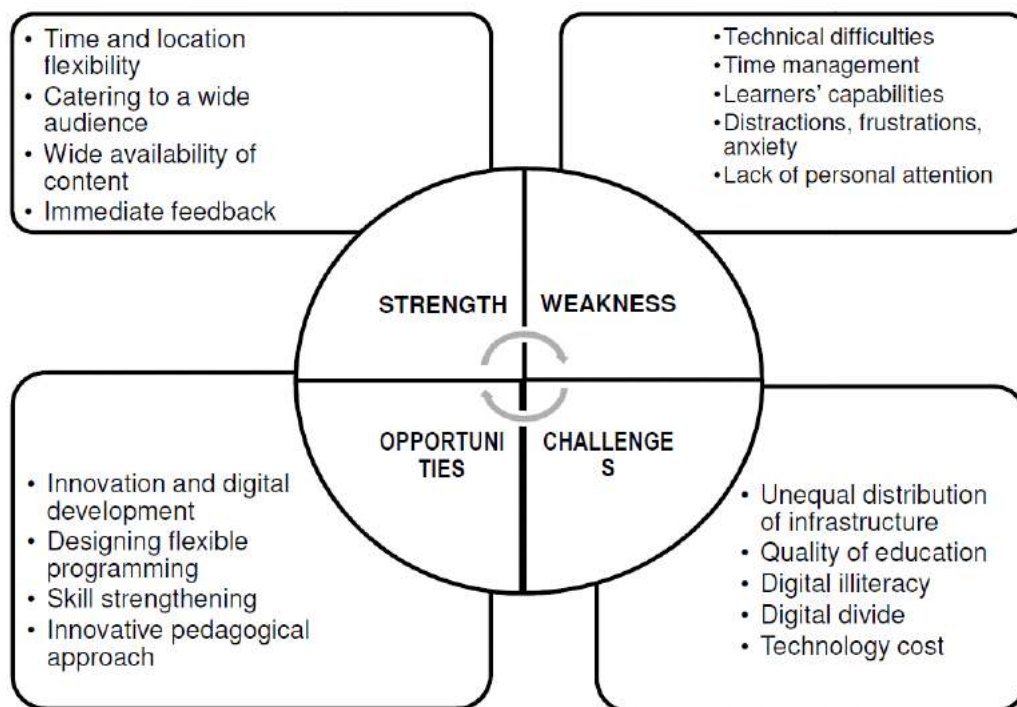 • Time and location
flexibility
• Catering to a wide
audience
• Wide availability of
content
• Immediate feedback
•Technical difficulties
•Time management
•Learners' capabilities
•Distractions, frustrations,
anxiety
•Lack of personal attention
STRENGTH
WEAKNESS
OPPORTUNI
TIES
CHALLENGE
S
• Innovation and digital
development
• Designing flexible
programming
• Skill strengthening
• Innovative pedagogical
approach
• Unequal distribution
of infrastructure
• Quality of education
• Digital illiteracy
• Digital divide
• Technology cost